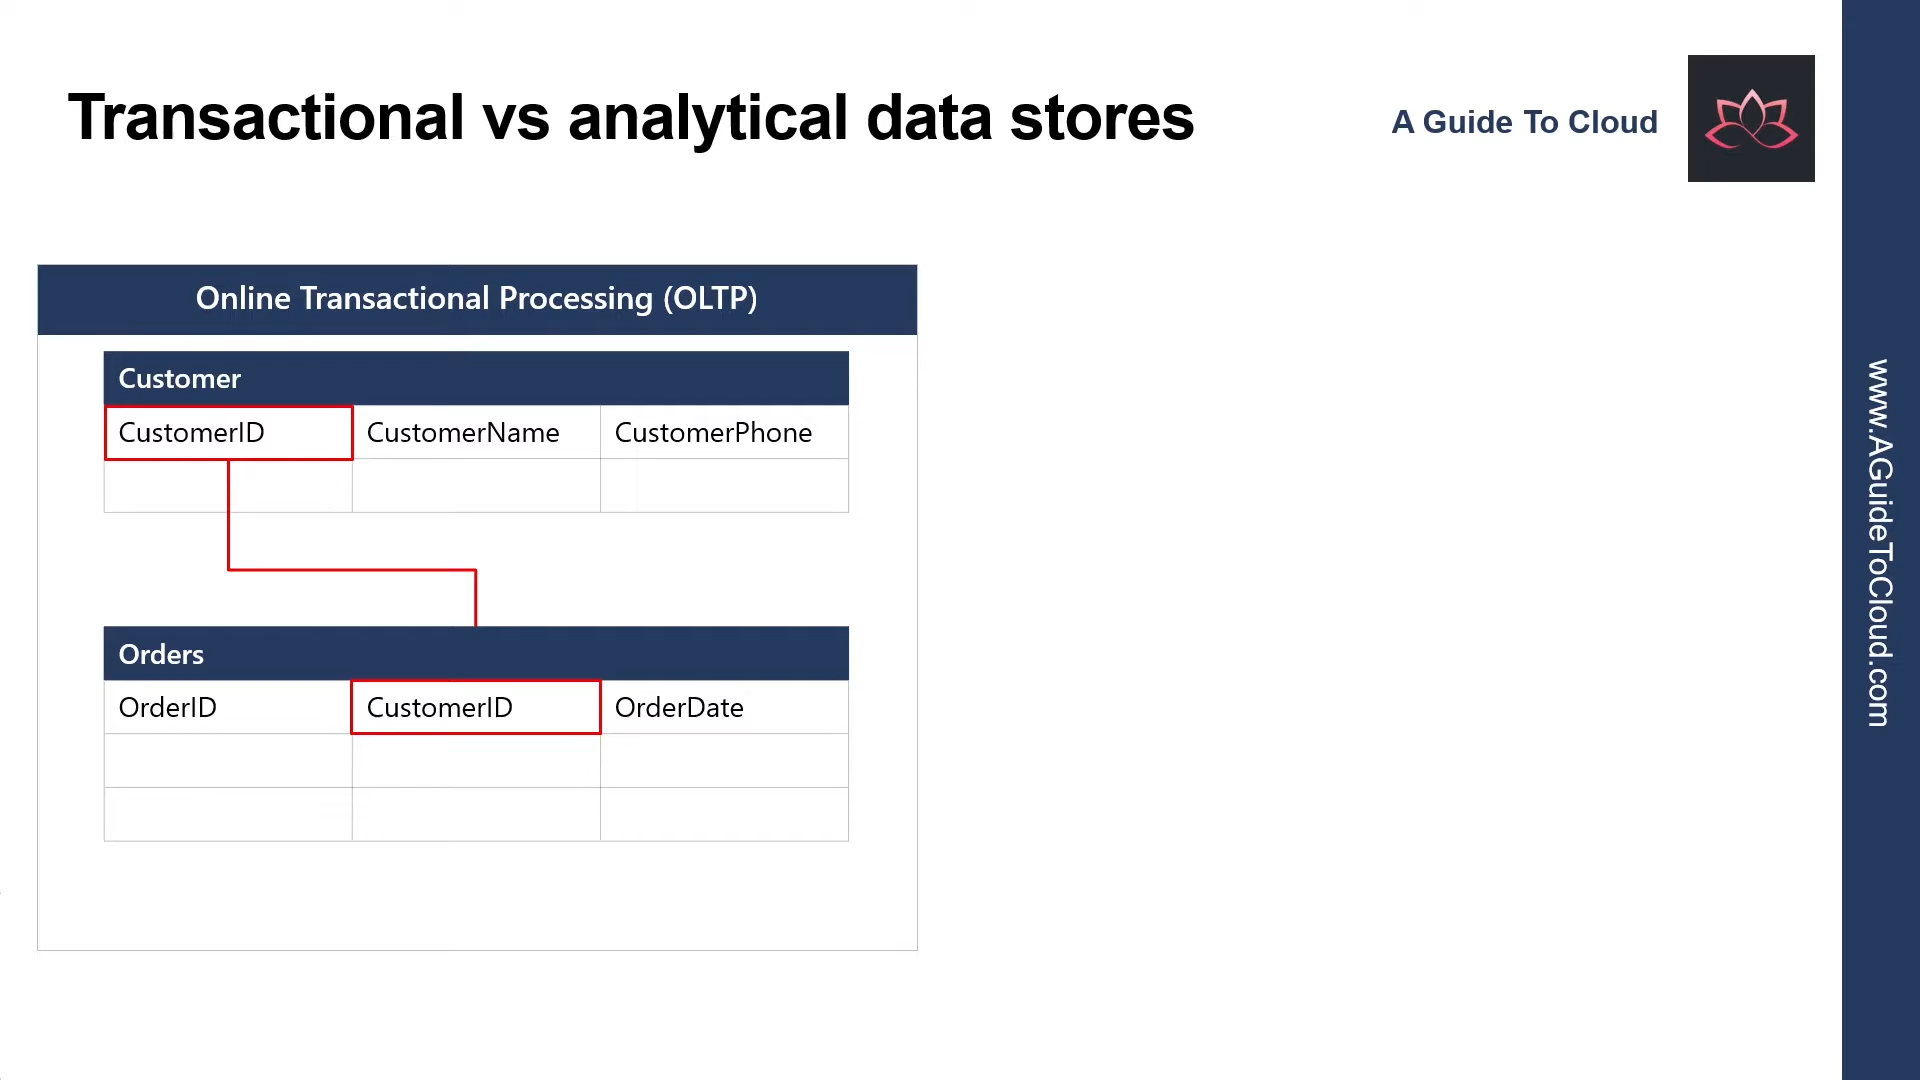 Transactional vs analytical data stores
A Guide To Cloud
Online Transactional Processing (OLTP)
Customer
CustomerID CustomerName CustomerPhone
Orders
OrderID CustomerID OrderDate
www.AGuideToCloud.com